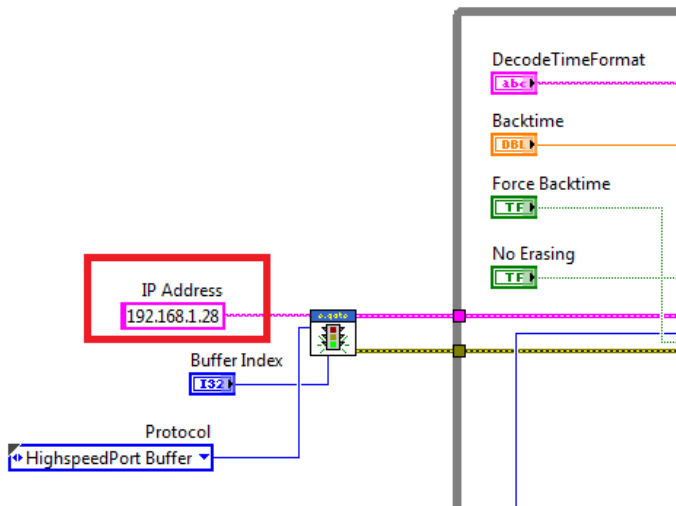 DecodeTimeFormat
abc
Backtime
DBL
Force Backtime
TF
No Erasing
TF
IP Address
192.168.1.28
e.gate
Buffer Index
I32
Protocol
HighspeedPort Buffer